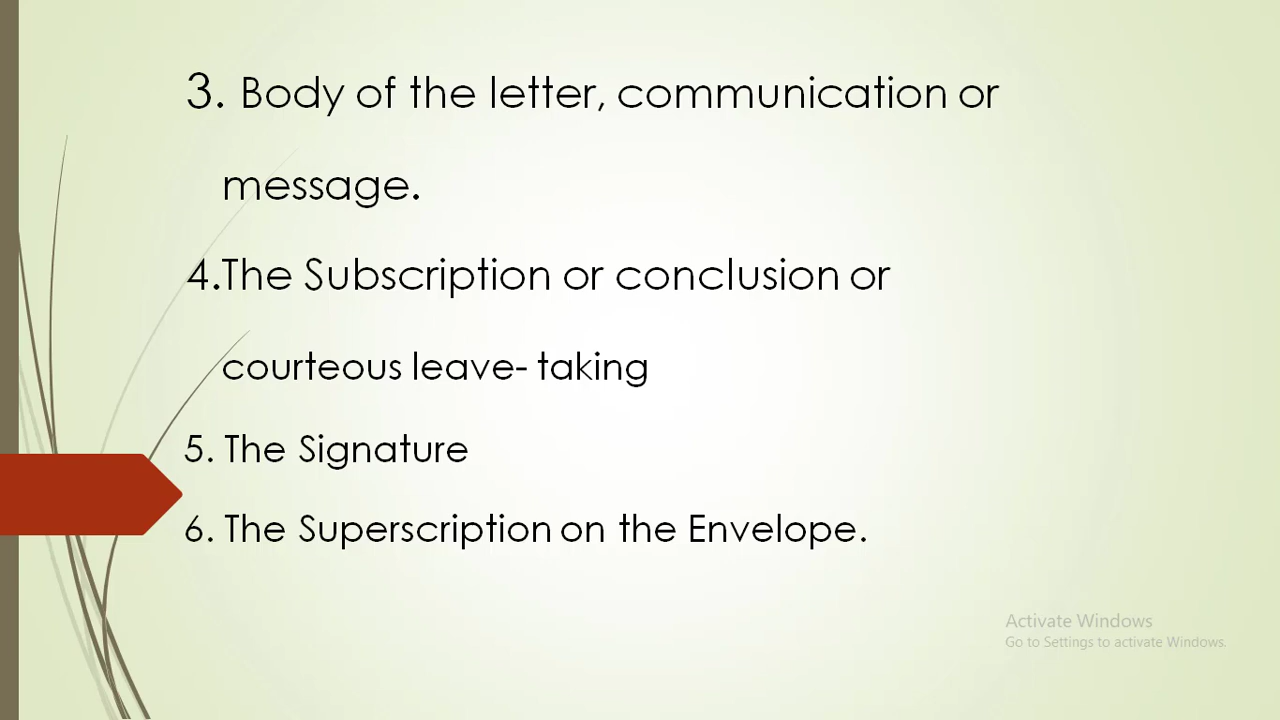 3. Body of the letter, communication or
message.
4.The Subscription or conclusion or
courteous leave- taking
5. The Signature
6. The Superscription on the Envelope.
Activate Windows
Go to Settings to activate Windows.